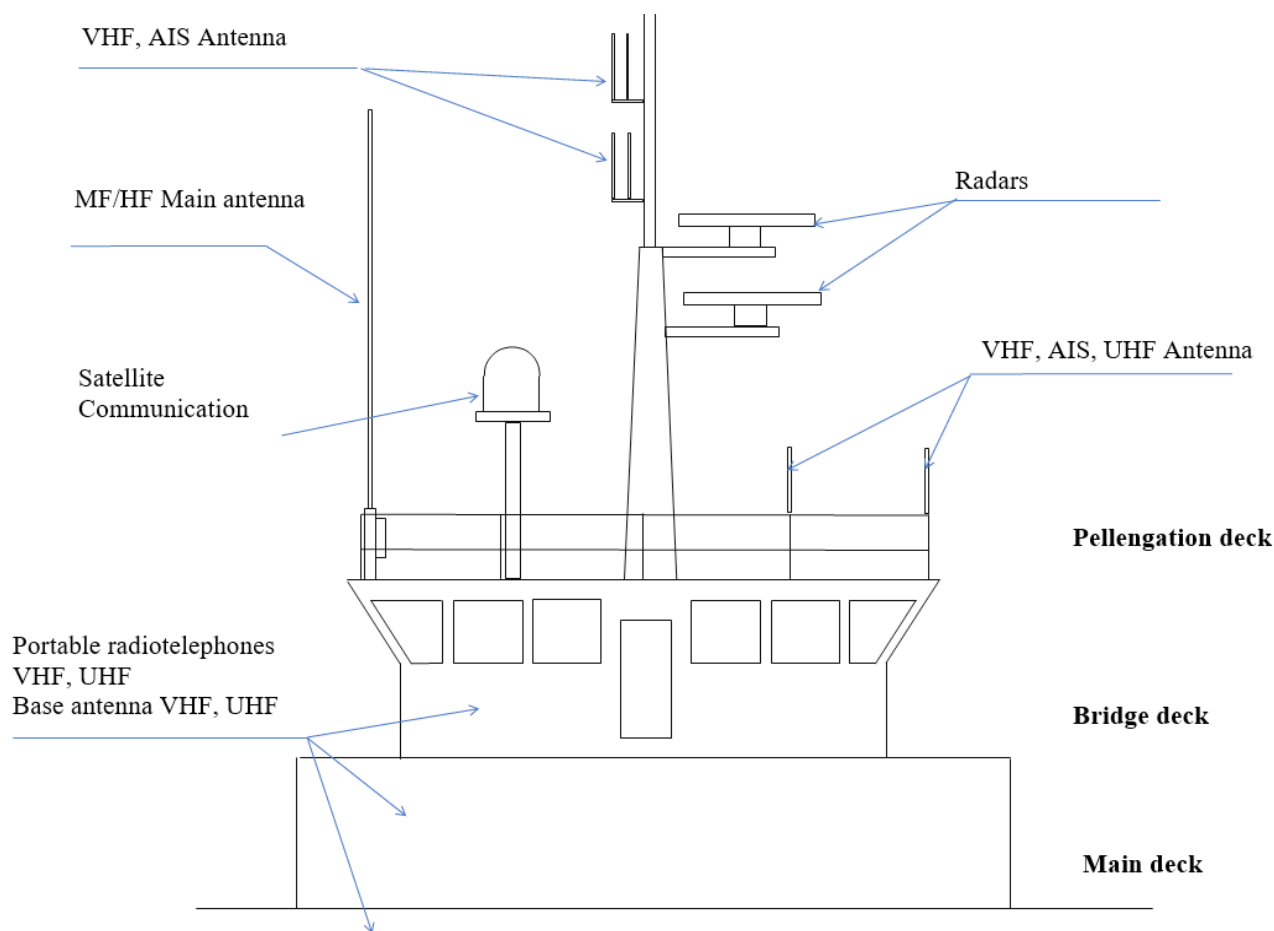 VHF, AIS Antenna
MF/HF Main antenna
Radars
VHF, AIS, UHF Antenna
Satellite
Communication
Pellengation deck
Portable radiotelephones
VHF, UHF
Base antenna VHF, UHF
Bridge deck
Main deck